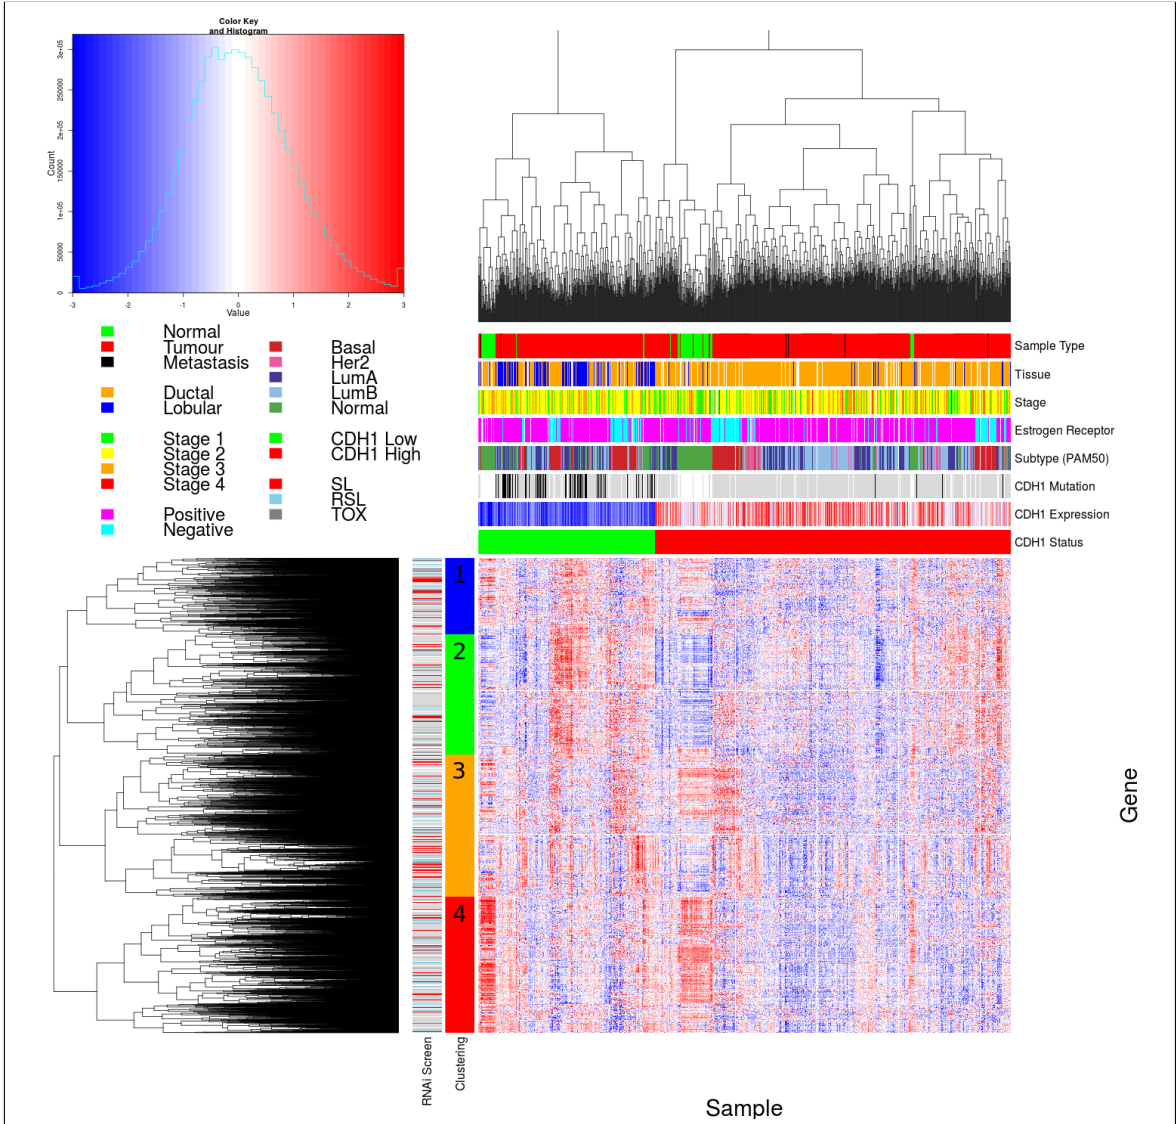 Color Key
and Histogram
Count
0
50000
1e+05
150000
2e+05
250000
3e+05
-3
-2
-1
0
1
2
3
Value
Normal
Tumour
Metastasis
Ductal
Lobular
Stage 1
Stage 2
Stage 3
Stage 4
Positive
Negative
Basal
Her2
LumA
LumB
Normal
CDH1 Low
CDH1 High
SL
RSL
TOX
Sample Type
Tissue
Stage
Estrogen Receptor
Subtype (PAM50)
CDH1 Mutation
CDH1 Expression
CDH1 Status
1
2
3
4
Gene
RNAi Screen
Clustering
Sample